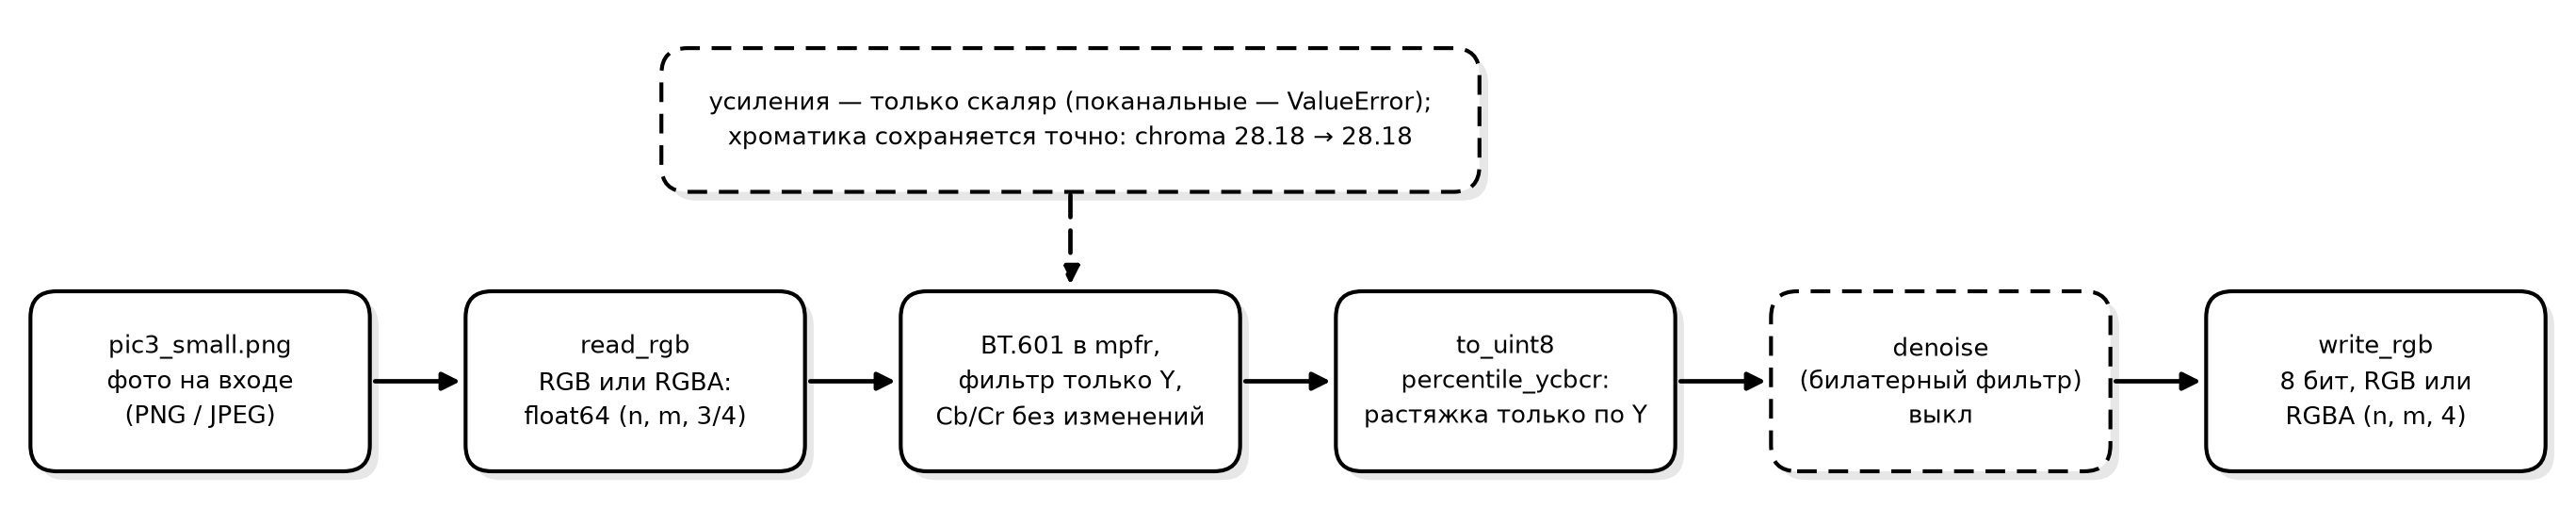 усиления — только скаляр (поканальные — ValueError);
хроматика сохраняется точно: chroma 28.18 → 28.18
pic3_small.png
фото на входе
(PNG / JPEG)
read_rgb
RGB или RGBA:
float64 (n, m, 3/4)
BT.601 в mpfr,
фильтр только Y,
Cb/Cr без изменений
to_uint8
percentile_ycbcr:
растяжка только по Y
denoise
(билатерный фильтр)
выкл
write_rgb
8 бит, RGB или
RGBA (n, m, 4)